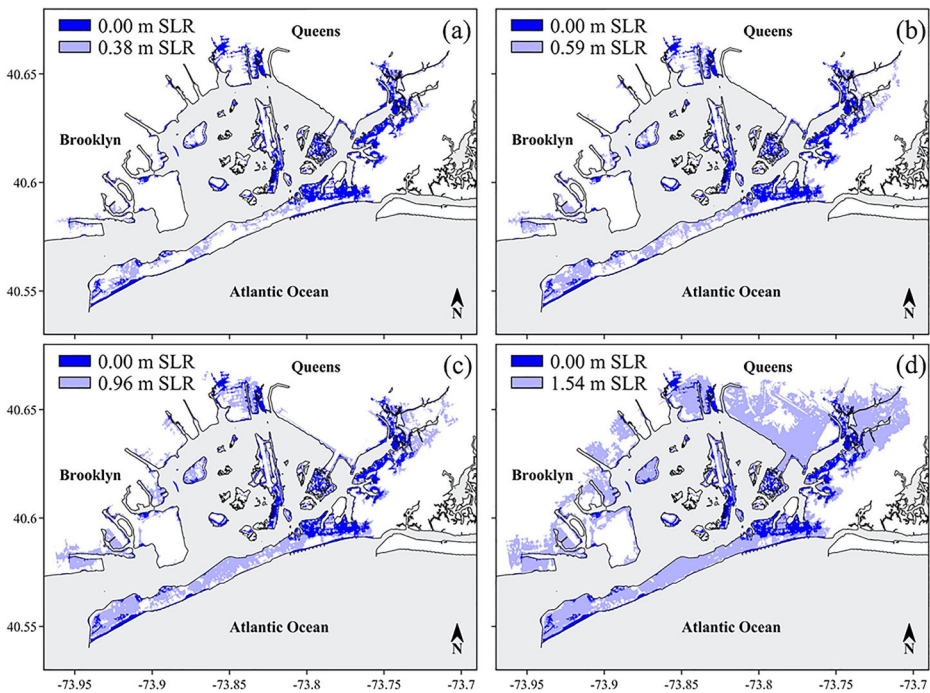 0.00 m SLR
0.38 m SLR
Queens
(a)
Brooklyn
Atlantic Ocean
N
40.65
40.6
40.55
0.00 m SLR
0.59 m SLR
Queens
(b)
Brooklyn
Atlantic Ocean
N
0.00 m SLR
0.96 m SLR
Queens
(c)
Brooklyn
Atlantic Ocean
N
40.65
40.6
40.55
-73.95 -73.9 -73.85 -73.8 -73.75 -73.7
0.00 m SLR
1.54 m SLR
Queens
(d)
Brooklyn
Atlantic Ocean
N
-73.95 -73.9 -73.85 -73.8 -73.75 -73.7